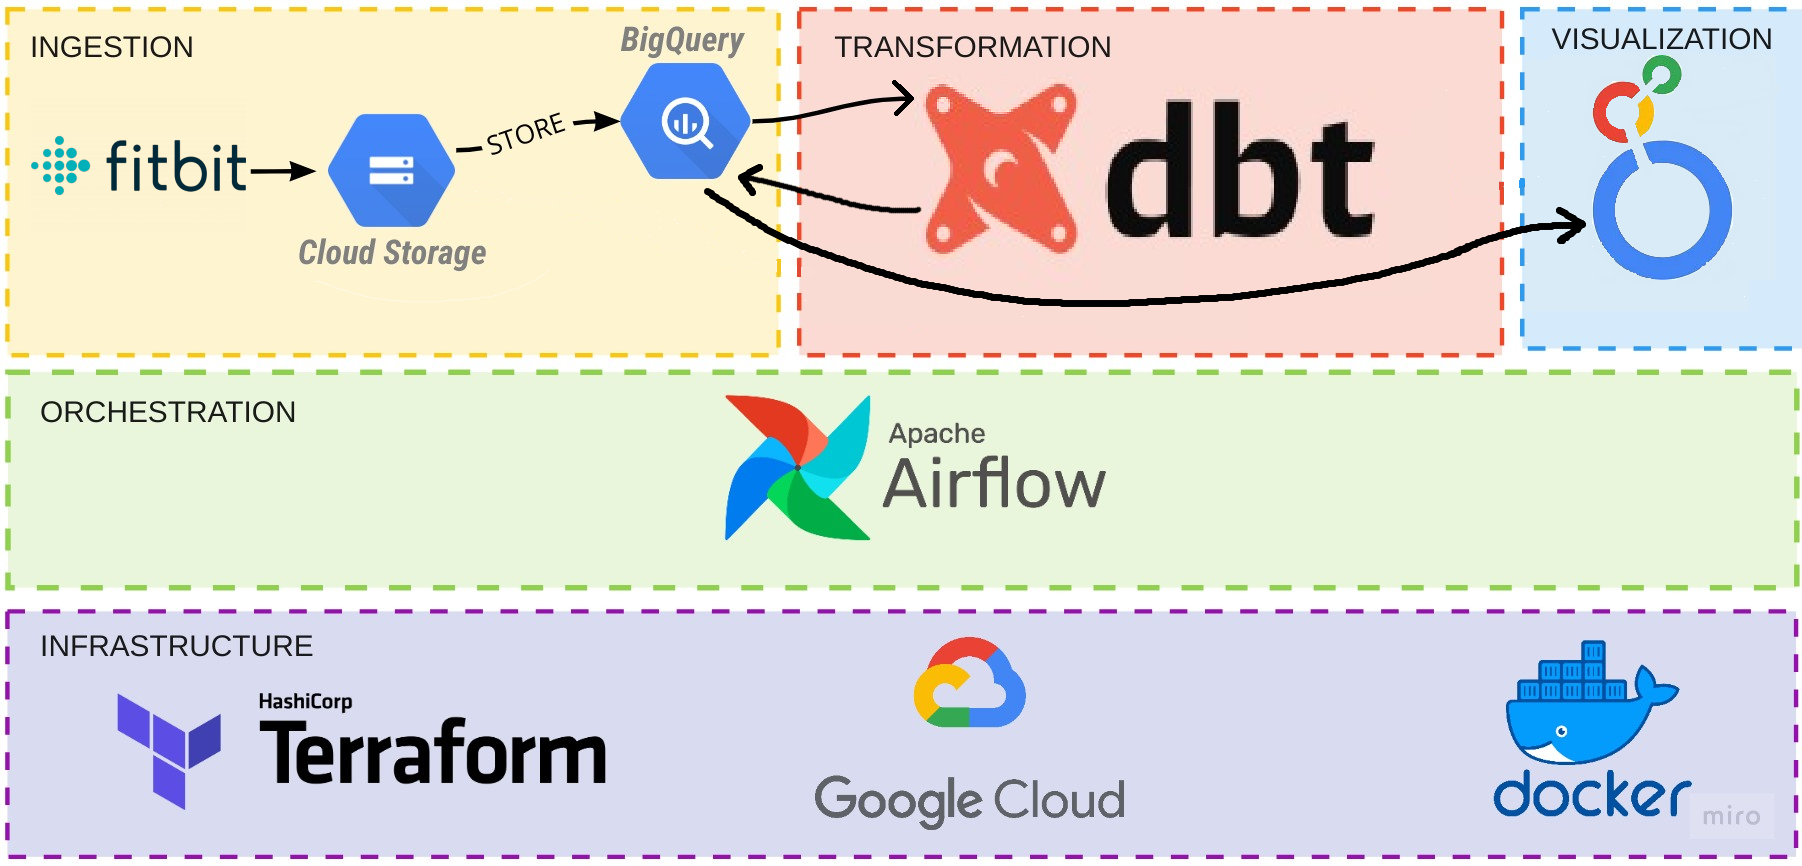 INGESTION
BigQuery
fitbit
STORE
Cloud Storage
TRANSFORMATION
dbt
VISUALIZATION
ORCHESTRATION
Apache
Airflow
INFRASTRUCTURE
HashiCorp
Terraform
Google Cloud
docker
miro